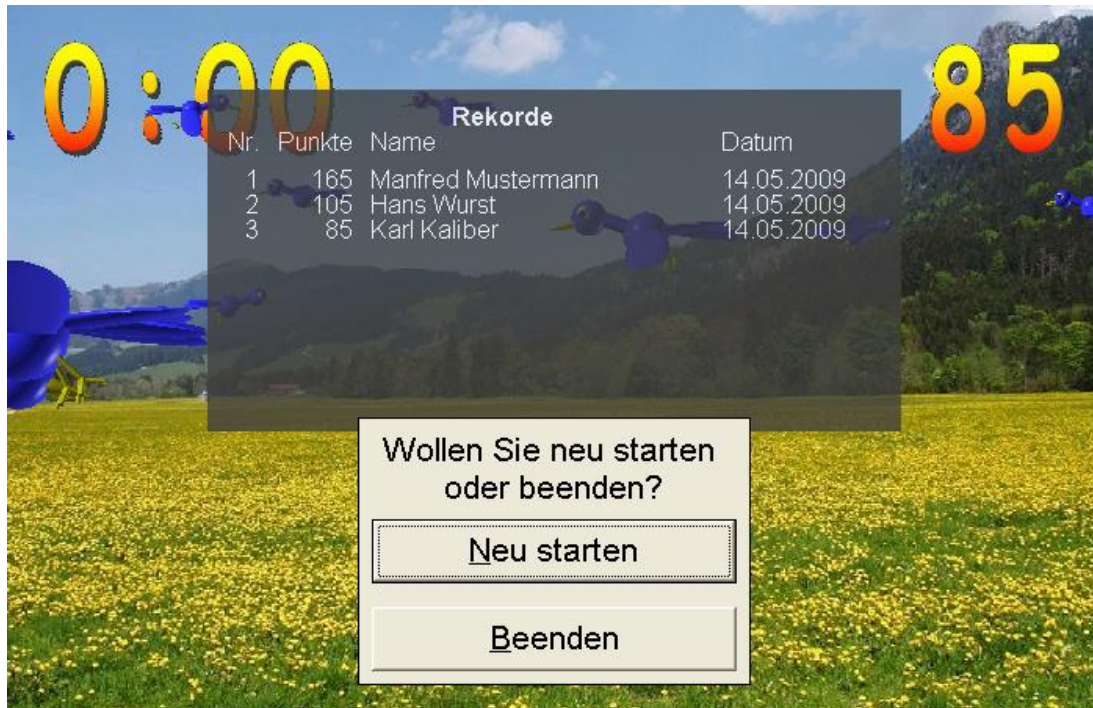 0:00
85
Rekorde
Nr. Punkte Name Datum
1 165 Manfred Mustermann 14.05.2009
2 105 Hans Wurst 14.05.2009
3 85 Karl Kaliber 14.05.2009
Wollen Sie neu starten
oder beenden?
Neu starten
Beenden